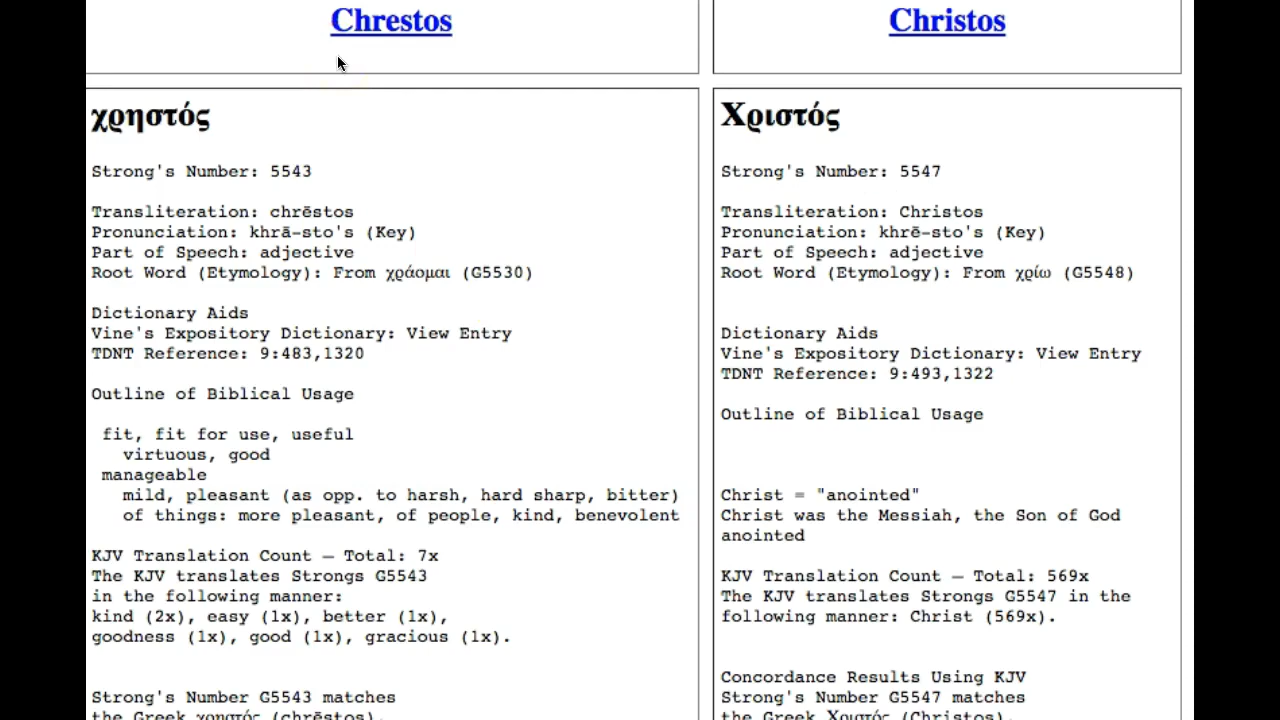 Chrestos
χρηστός
Strong's Number: 5543
Transliteration: chrēstos
Pronunciation: khrā-sto's (Key)
Part of Speech: adjective
Root Word (Etymology): From χράομαι (G5530)
Dictionary Aids
Vine's Expository Dictionary: View Entry
TDNT Reference: 9:483,1320
Outline of Biblical Usage
fit, fit for use, useful
virtuous, good
manageable
mild, pleasant (as opp. to harsh, hard sharp, bitter)
of things: more pleasant, of people, kind, benevolent
KJV Translation Count — Total: 7x
The KJV translates Strongs G5543
in the following manner:
kind (2x), easy (1x), better (1x),
goodness (1x), good (1x), gracious (1x).
Strong's Number G5543 matches
the Greek χρηστός (chrēstos).
Christos
Χριστός
Strong's Number: 5547
Transliteration: Christos
Pronunciation: khrē-sto's (Key)
Part of Speech: adjective
Root Word (Etymology): From χρίω (G5548)
Dictionary Aids
Vine's Expository Dictionary: View Entry
TDNT Reference: 9:493,1322
Outline of Biblical Usage
Christ = "anointed"
Christ was the Messiah, the Son of God
anointed
KJV Translation Count — Total: 569x
The KJV translates Strongs G5547 in the
following manner: Christ (569x).
Concordance Results Using KJV
Strong's Number G5547 matches
the Greek Χριστός (Christos).